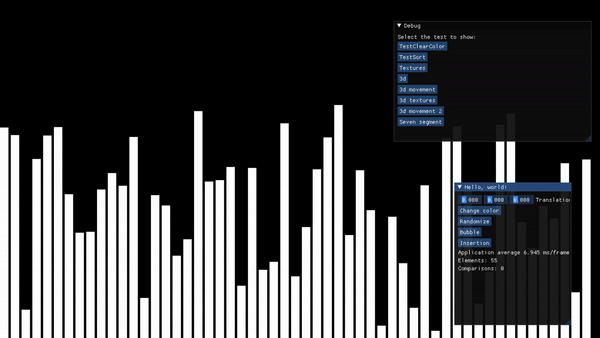 Debug
Select the test to show:
TestClearColor
TestSort
Textures
3d
3d movement
3d textures
3d movement 2
Seven segment
Hello, world!
0.000 0.000 0.000 Translation
Change color
Randomize
Bubble
Insertion
Application average 6.945 ms/frame
Elements: 55
Comparisons: 0